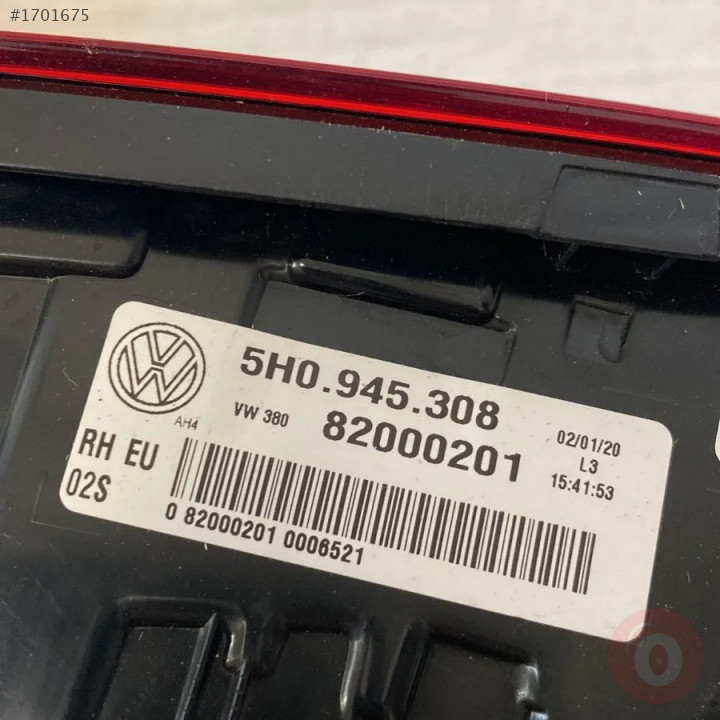 #1701675
5H0.945.308
AH4
VW 380
82000201
02/01/20
L3
15:41:53
RH EU
02S
0 82000201 0006521